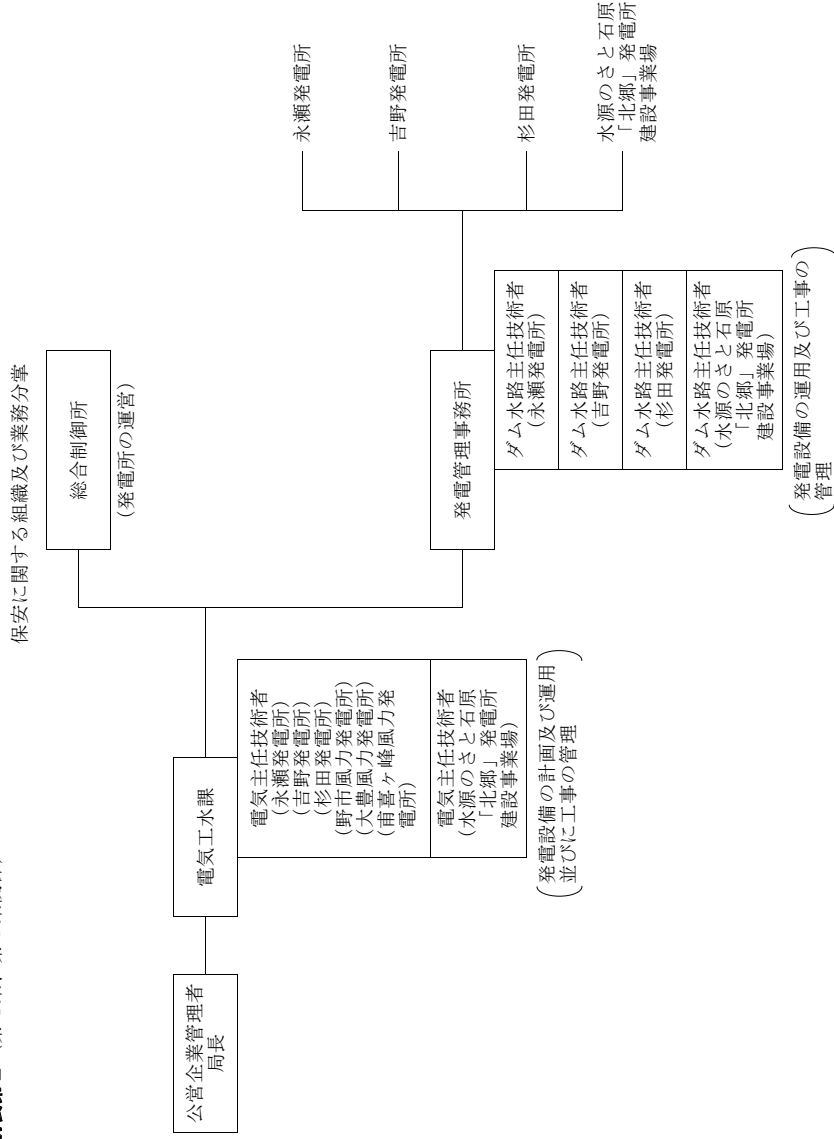 保安に関する組織及び業務分掌
公営企業管理者
局長
電気工水課
電気主任技術者
(永瀬発電所)
(吉野発電所)
(杉田発電所)
(野市風力発電所)
(大豊風力発電所)
(甫喜ヶ峰風力発
電所)
電気主任技術者
(水源のさと石原
「北郷」発電所
建設事業場)
(発電設備の計画及び運用
並びに工事の管理)
総合制御所
(発電所の運営)
発電管理事務所
ダム水路主任技術者
(永瀬発電所)
ダム水路主任技術者
(吉野発電所)
ダム水路主任技術者
(杉田発電所)
ダム水路主任技術者
(水源のさと石原
「北郷」発電所
建設事業場)
(発電設備の運用及び工事の
管理)
永瀬発電所
吉野発電所
杉田発電所
水源のさと石原
「北郷」発電所
建設事業場